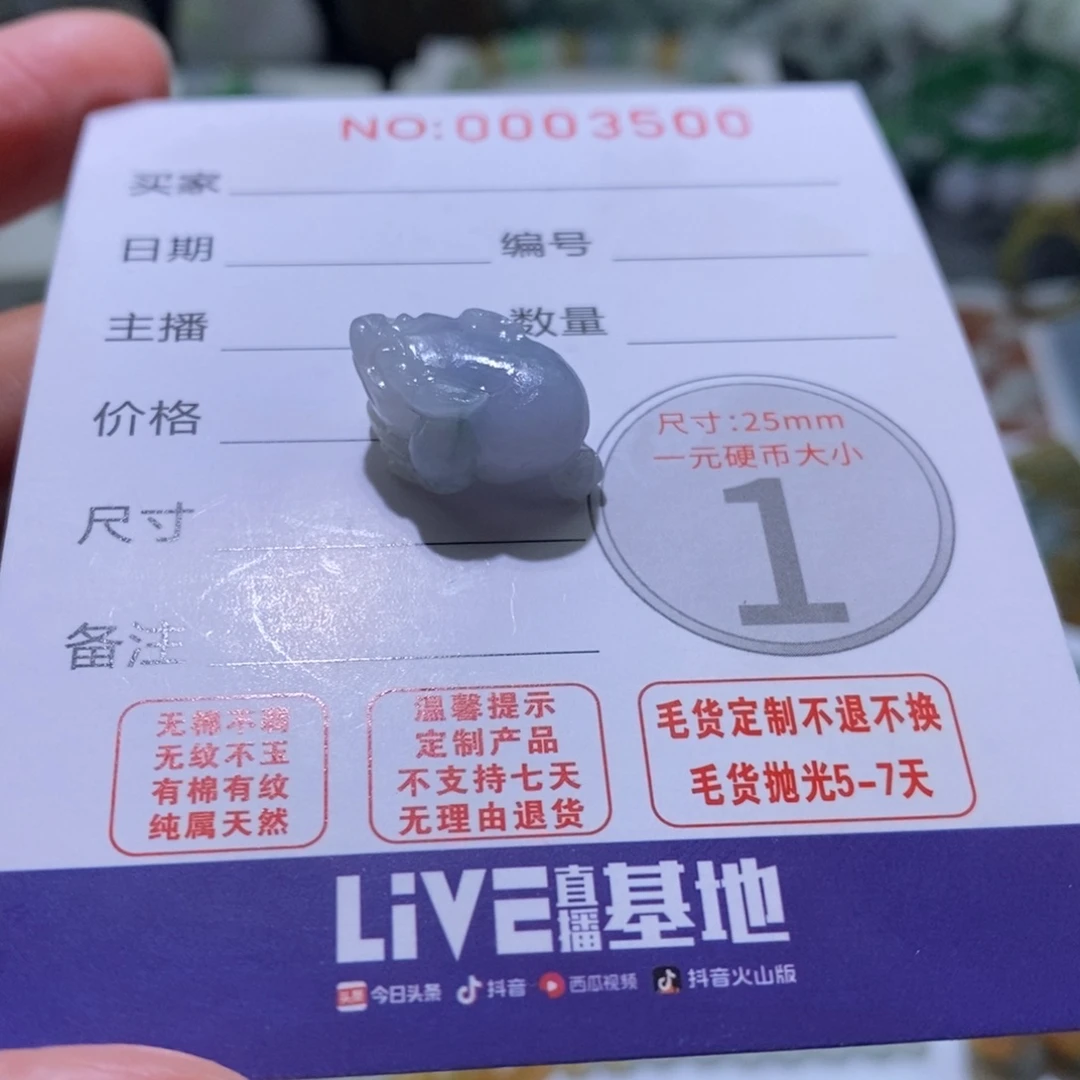 NO:0003500
买家
日期 编号
主播 数量
价格
尺寸:25mm
一元硬币大小
1
尺寸
备注
无棉不翡
无纹不玉
有棉有纹
纯属天然
温馨提示
定制产品
不支持七天
无理由退货
毛货定制不退不换
毛货抛光5-7天
LiVE直播基地
头条 今日头条 抖音 西瓜视频 抖音火山版